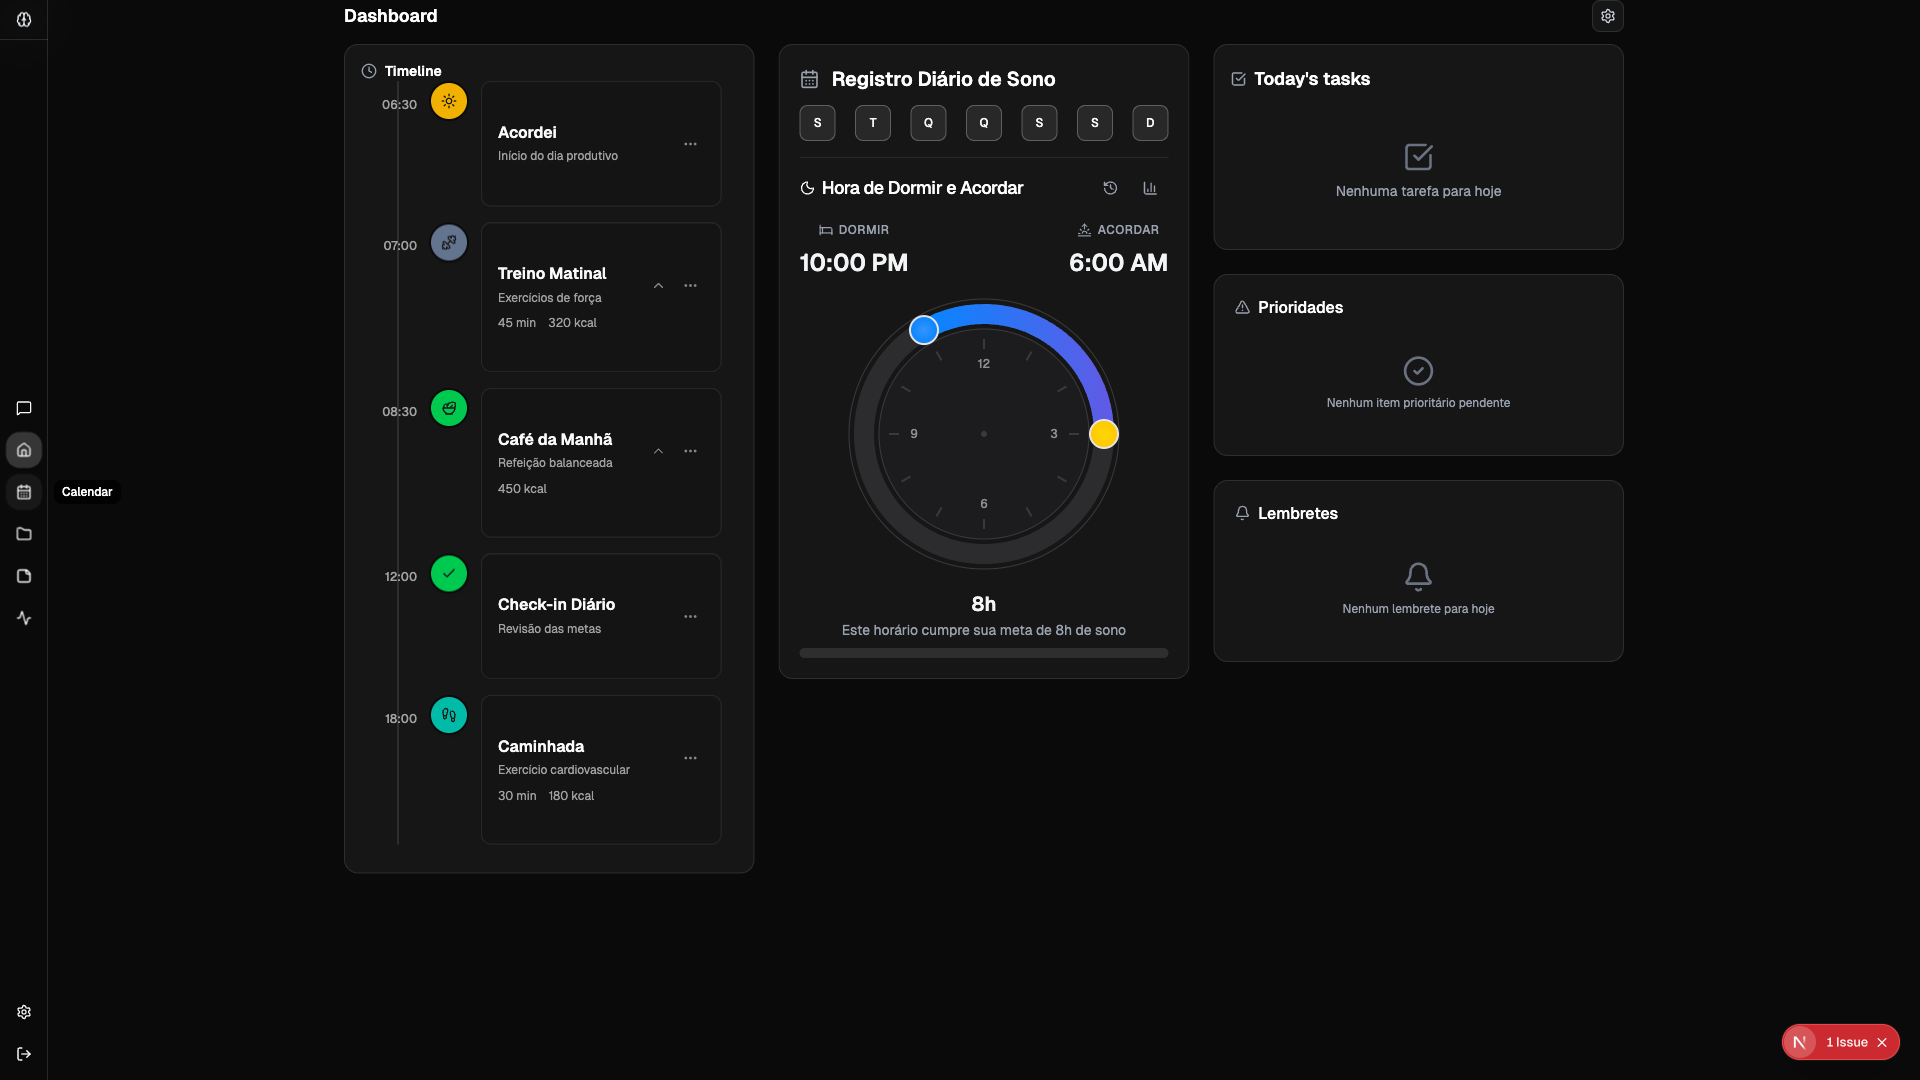 Dashboard
Timeline
06:30
Acordei
Início do dia produtivo
07:00
Treino Matinal
Exercícios de força
45 min 320 kcal
08:30
Café da Manhã
Refeição balanceada
450 kcal
12:00
Check-in Diário
Revisão das metas
18:00
Caminhada
Exercício cardiovascular
30 min 180 kcal
Registro Diário de Sono
S T Q Q S S D
Hora de Dormir e Acordar
DORMIR ACORDAR
10:00 PM 6:00 AM
12
9 3
6
8h
Este horário cumpre sua meta de 8h de sono
Today's tasks
Nenhuma tarefa para hoje
Prioridades
Nenhum item prioritário pendente
Lembretes
Nenhum lembrete para hoje
Calendar
N 1 Issue